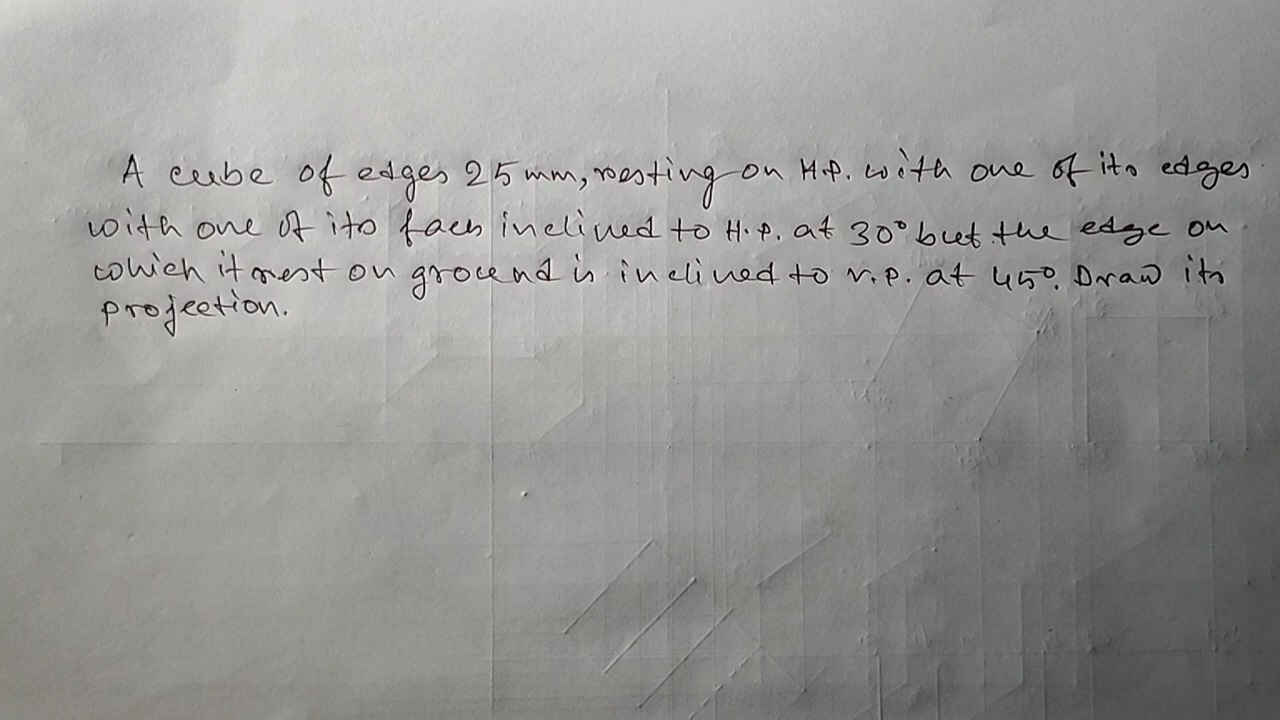 A cube of edges 25 mm, resting on H.P. with one of its edges
with one of its faces inclined to H.P. at 30° but the edge on
which it rest on ground is inclined to v.p. at 45°. Draw its
projection.